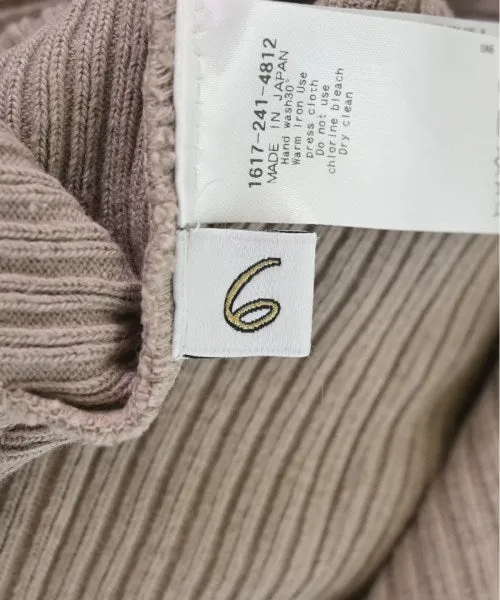 1617-241-4812
MADE IN JAPAN
Hand wash30°
Warm Iron Use
press cloth
Do not use
chlorine bleach
Dry clean
6